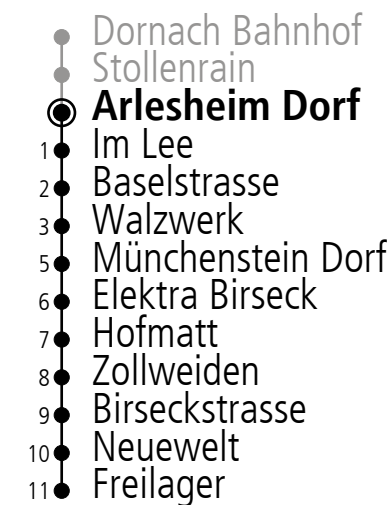 Dornach Bahnhof
Stollenrain
Arlesheim Dorf
1 Im Lee
2 Baselstrasse
3 Walzwerk
5 Münchenstein Dorf
6 Elektra Birseck
7 Hofmatt
8 Zollweiden
9 Birseckstrasse
10 Neuewelt
11 Freilager